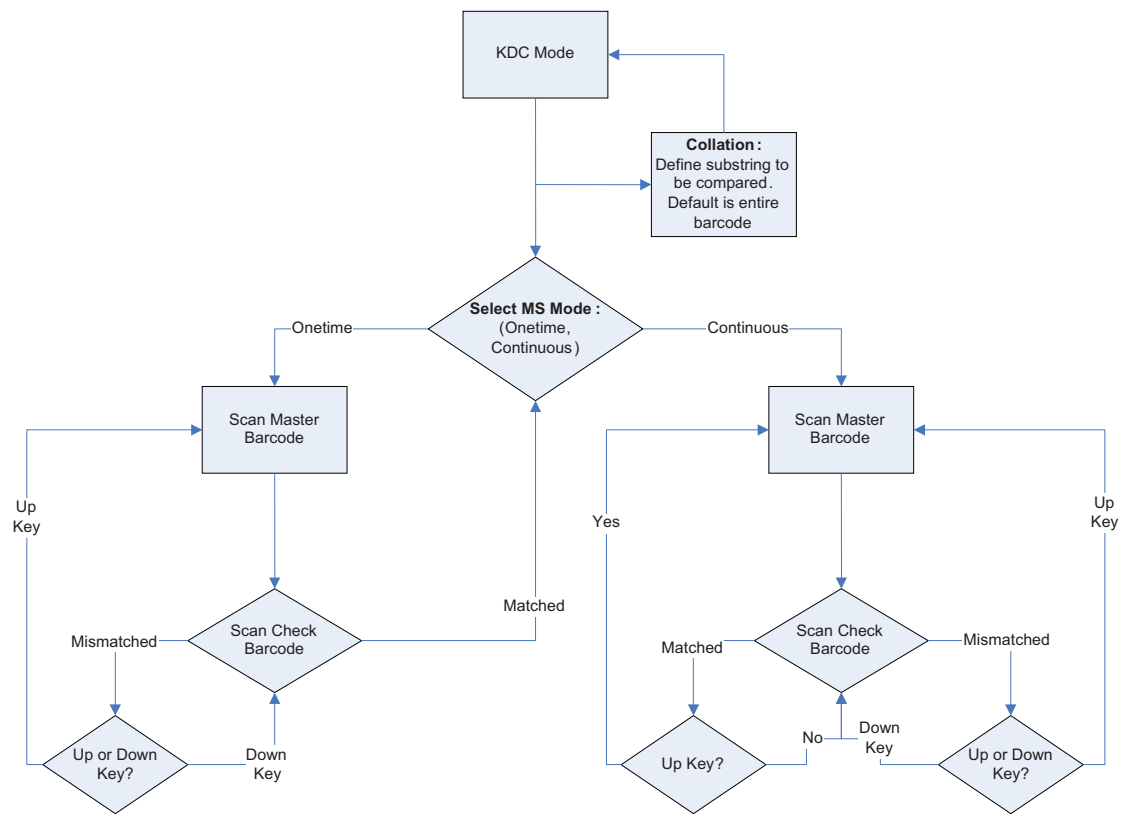 KDC Mode
Collation :
Define substring to
be compared.
Default is entire
barcode
Select MS Mode :
(Onetime,
Continuous)
Onetime
Continuous
Scan Master
Barcode
Scan Master
Barcode
Up
Key
Yes
Up
Key
Matched
Scan Check
Barcode
Scan Check
Barcode
Mismatched
Matched
Mismatched
Up or Down
Key?
Down
Key
Up Key?
No
Down
Key
Up or Down
Key?